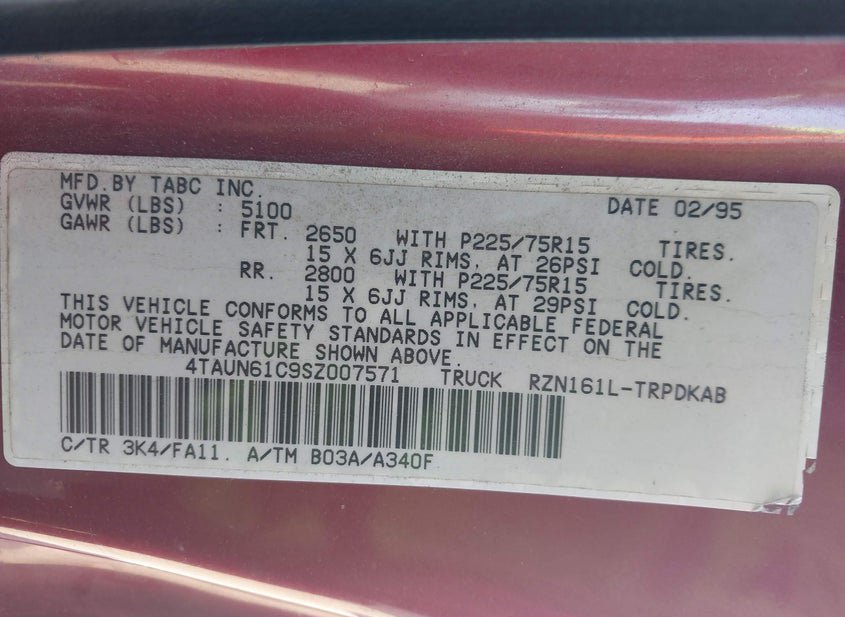 MFD.BY TABC INC. DATE 02/95
GVWR (LBS) : 5100
GAWR (LBS) : FRT. 2650 WITH P225/75R15 TIRES.
15 X 6JJ RIMS, AT 26PSI COLD.
RR. 2800 WITH P225/75R15 TIRES.
15 X 6JJ RIMS, AT 29PSI COLD.
THIS VEHICLE CONFORMS TO ALL APPLICABLE FEDERAL
MOTOR VEHICLE SAFETY STANDARDS IN EFFECT ON THE
DATE OF MANUFACTURE SHOWN ABOVE.
4TAUN61C9SZ007571 TRUCK RZN161L-TRPDKAB
C/TR 3K4/FA11. A/TM B03A/A340F